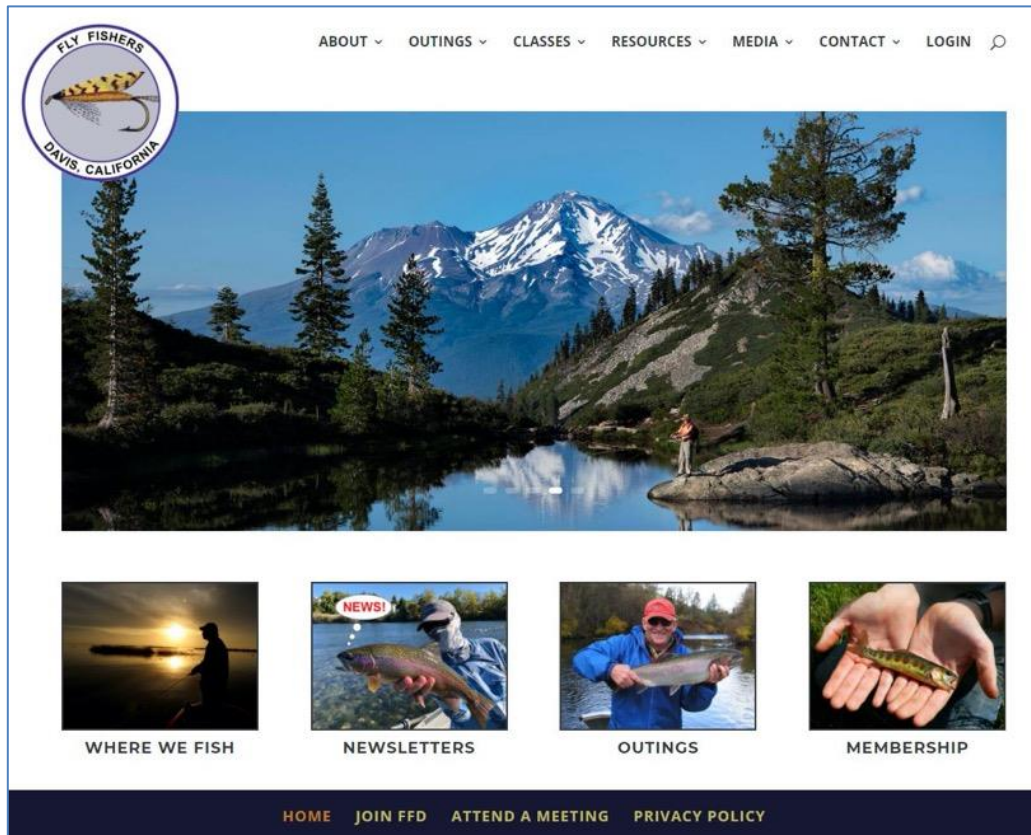 FLY FISHERS
DAVIS, CALIFORNIA
ABOUT OUTINGS CLASSES RESOURCES MEDIA CONTACT LOGIN
NEWS!
WHERE WE FISH NEWSLETTERS OUTINGS MEMBERSHIP
HOME JOIN FFD ATTEND A MEETING PRIVACY POLICY